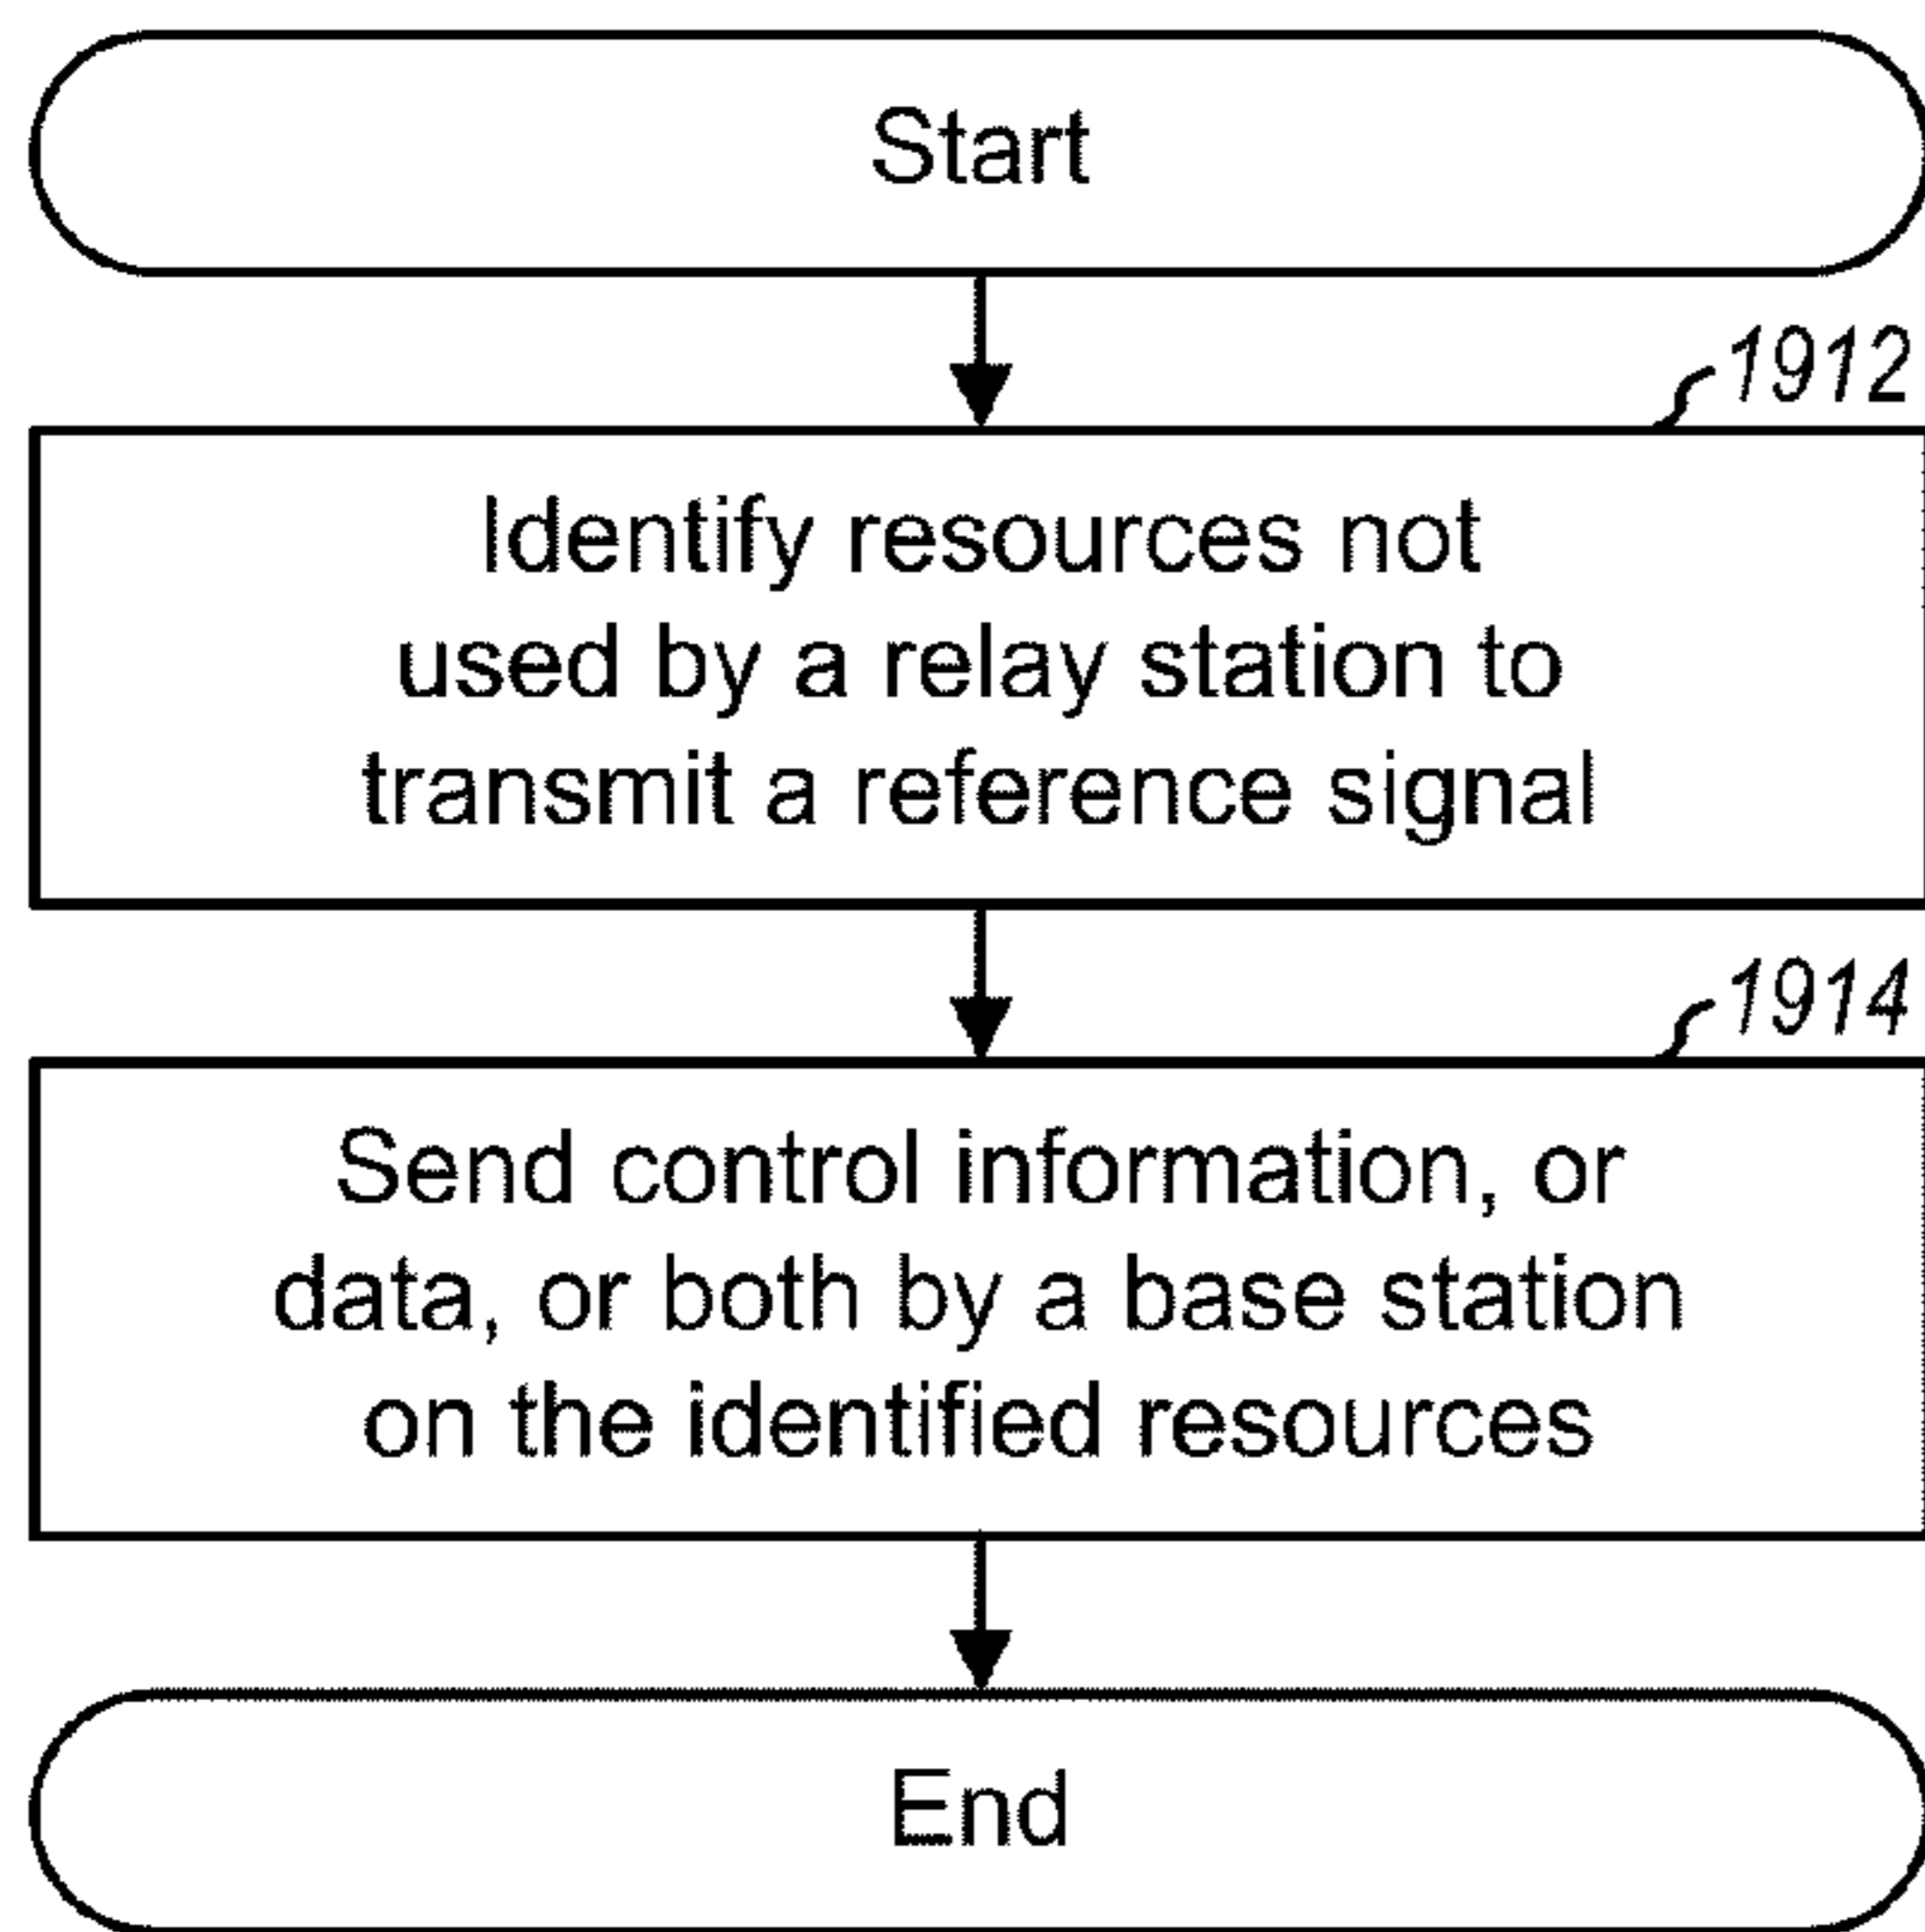 Start
1912
Identify resources not
used by a relay station to
transmit a reference signal
1914
Send control information, or
data, or both by a base station
on the identified resources
End